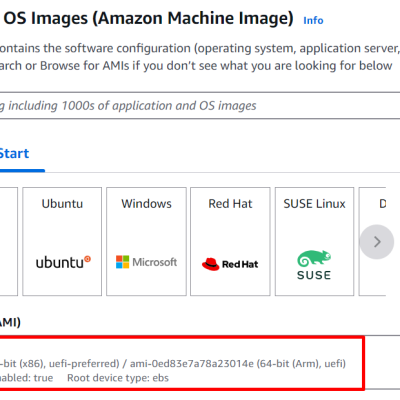 OS Images (Amazon Machine Image) Info
ontains the software configuration (operating system, application server,
arch or Browse for AMIs if you don't see what you are looking for below
g including 1000s of application and OS images
Start
Ubuntu Windows Red Hat SUSE Linux D
ubuntu Microsoft Red Hat SUSE
AMI)
-bit (x86), uefi-preferred) / ami-0ed83e7a78a23014e (64-bit (Arm), uefi)
nabled: true Root device type: ebs